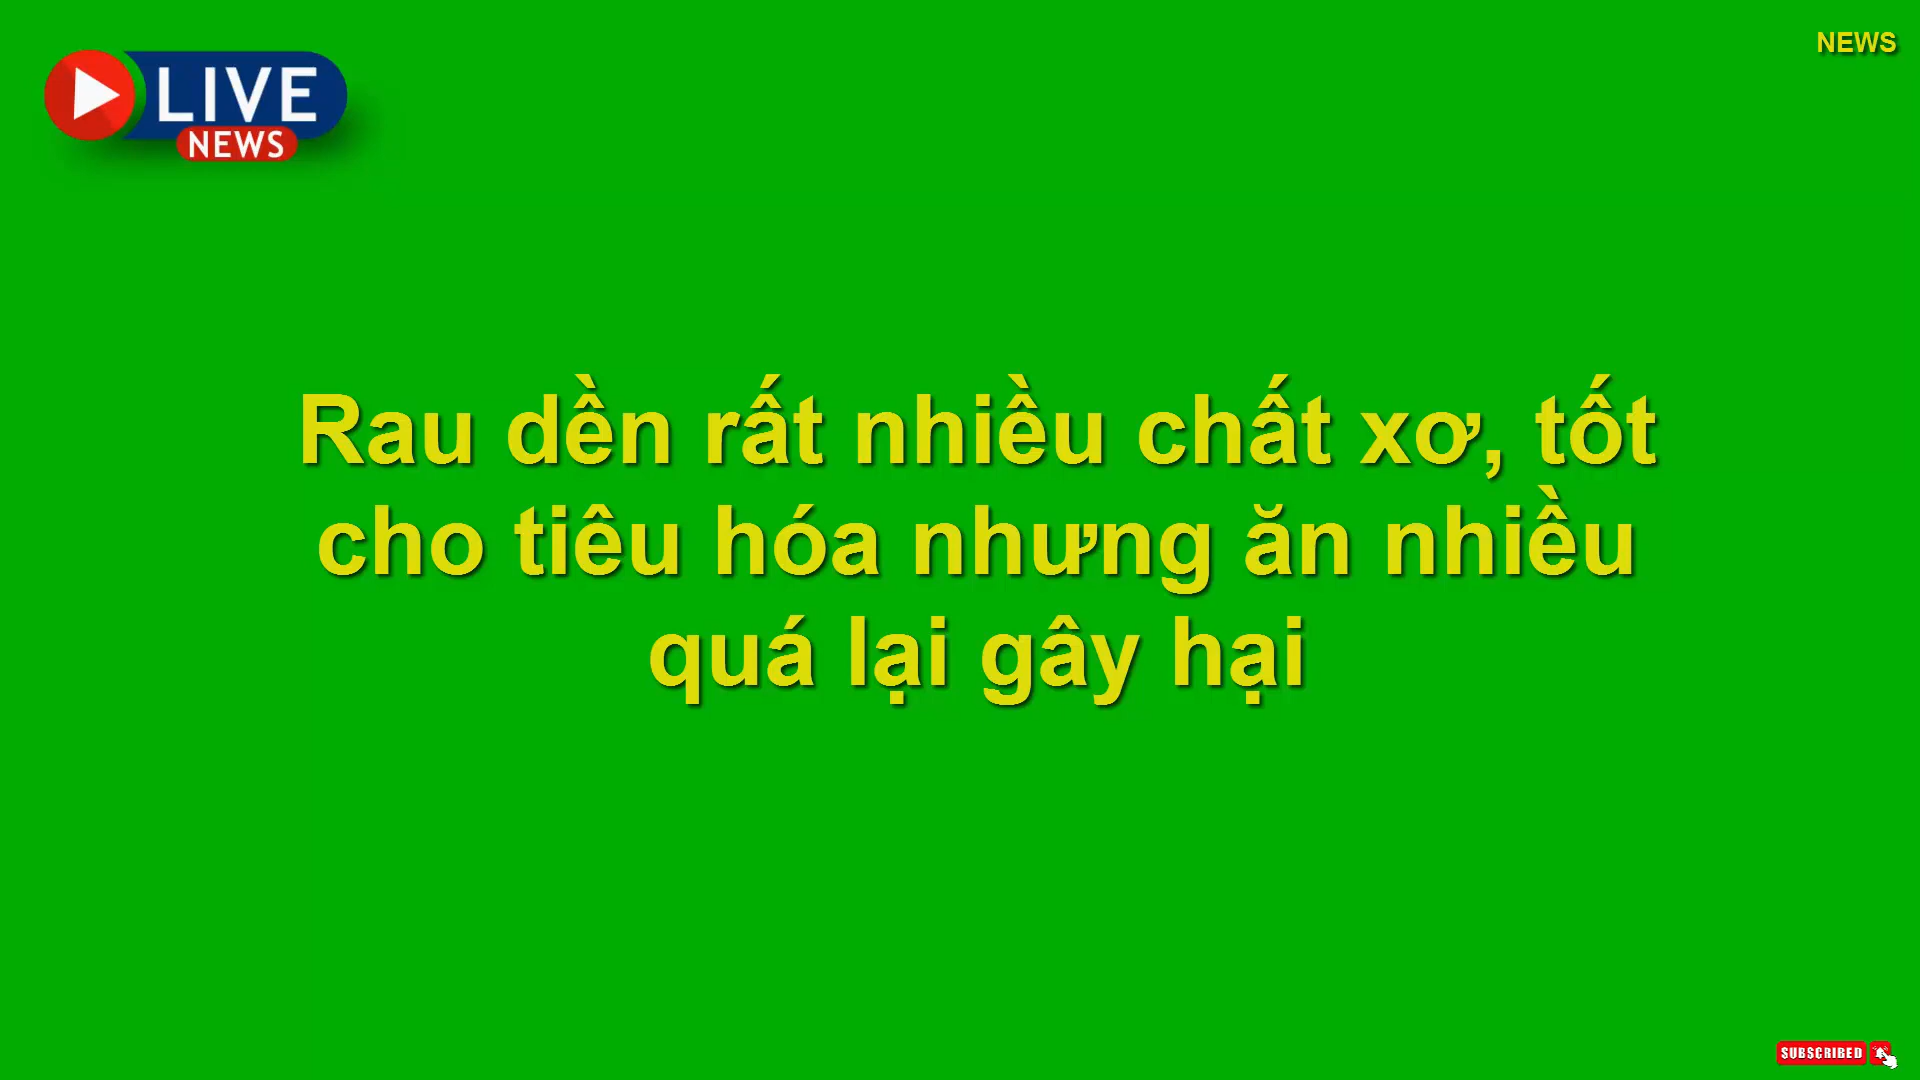 NEWS
LIVE
NEWS
Rau dền rất nhiều chất xơ, tốt
cho tiêu hóa nhưng ăn nhiều
quá lại gây hại
SUBSCRIBED